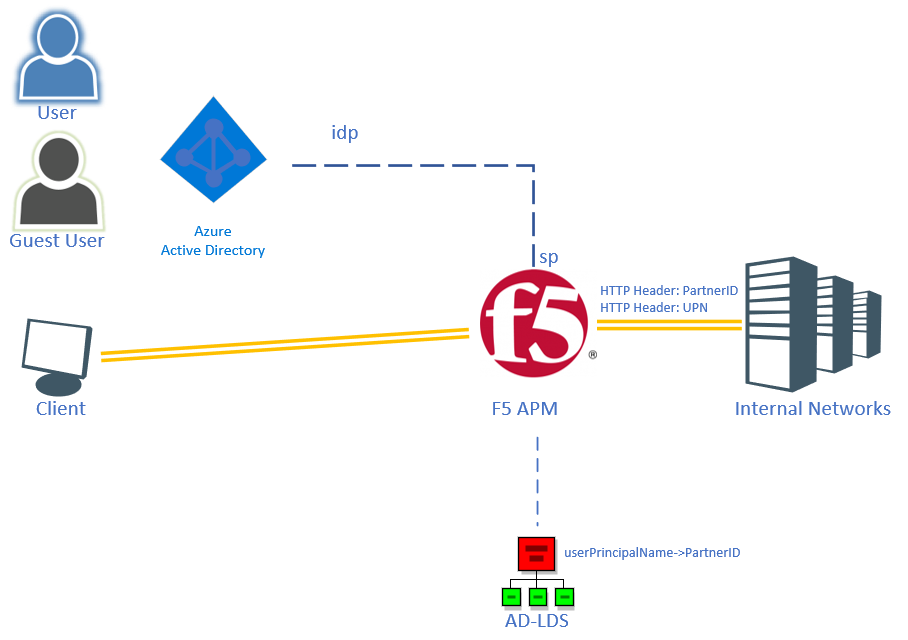 User
idp
Azure
Active Directory
Guest User
sp
HTTP Header: PartnerID
HTTP Header: UPN
f5
®
Client
F5 APM
Internal Networks
userPrincipalName->PartnerID
AD-LDS